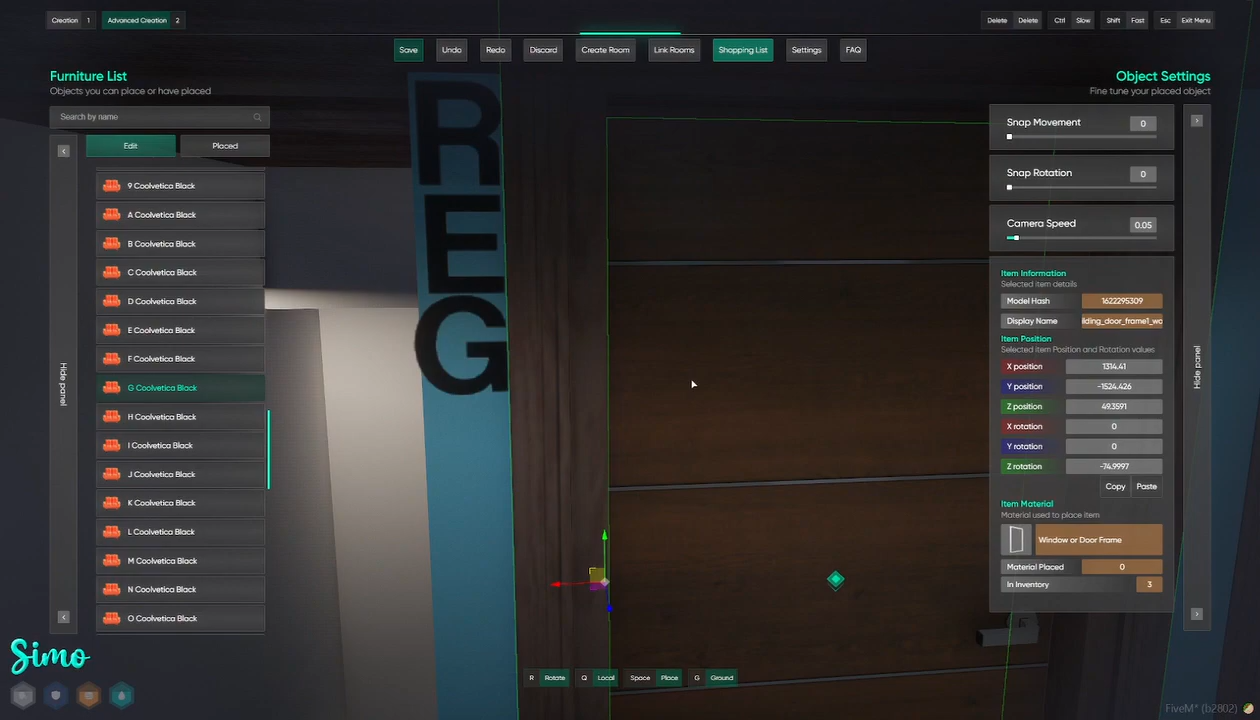 Creation 1 Advanced Creation 2
Delete Delete Ctrl Slow Shift Fast Esc Exit Menu
Save Undo Redo Discard Create Room Link Rooms Shopping List Settings FAQ
Furniture List
Objects you can place or have placed
Search by name
Edit Placed
Hide panel
9 Coolvetica Black
A Coolvetica Black
B Coolvetica Black
C Coolvetica Black
D Coolvetica Black
E Coolvetica Black
F Coolvetica Black
G Coolvetica Black
H Coolvetica Black
I Coolvetica Black
J Coolvetica Black
K Coolvetica Black
L Coolvetica Black
M Coolvetica Black
N Coolvetica Black
O Coolvetica Black
Simo
R
E
G
R Rotate Q Local Space Place G Ground
Object Settings
Fine tune your placed object
Snap Movement 0
Snap Rotation 0
Camera Speed 0.05
Item Information
Selected item details
Model Hash 1622295309
Display Name ilding_door_frame1_wo
Item Position
Selected Item Position and Rotation values
X position 1314.41
Y position -1524.426
Z position 49.3591
X rotation 0
Y rotation 0
Z rotation -74.9997
Copy Paste
Item Material
Material used to place item
Window or Door Frame
Material Placed 0
In Inventory 3
Hide panel
FiveM* (b2802)